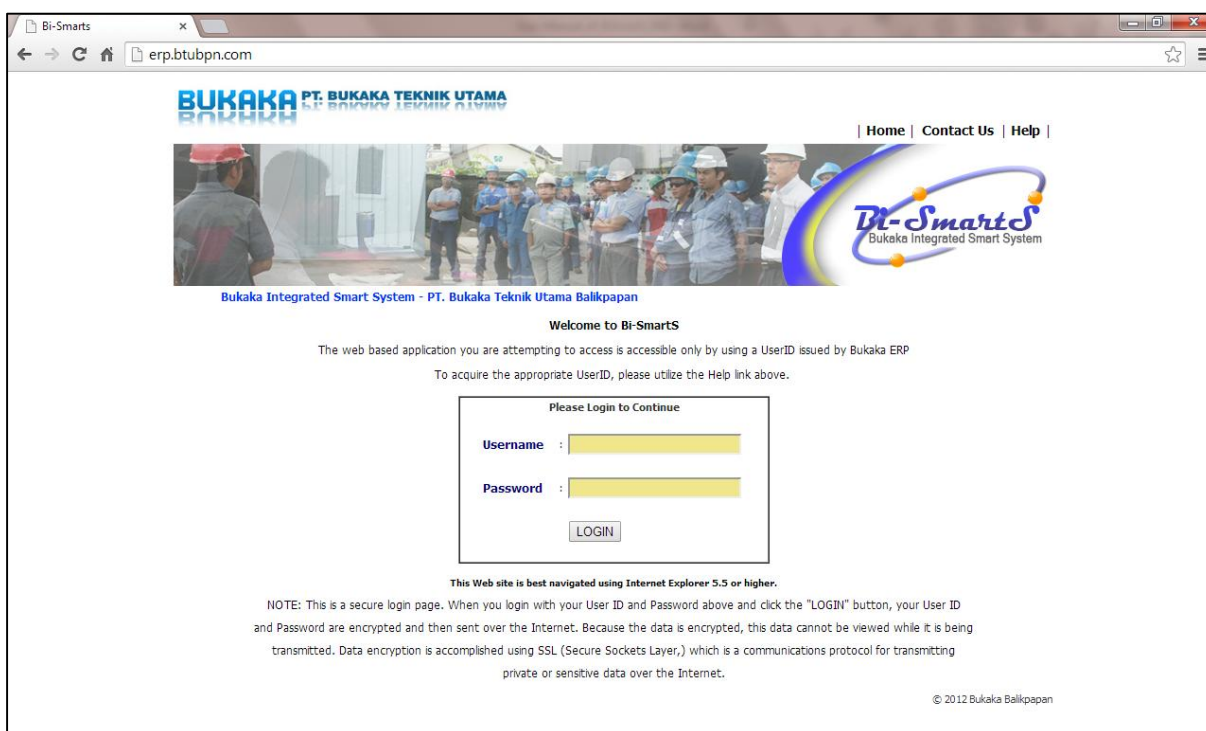 Bi-Smarts
erp.btubpn.com
BUKAKA PT. BUKAKA TEKNIK UTAMA
| Home | Contact Us | Help |
Bi-SmartS
Bukaka Integrated Smart System
Bukaka Integrated Smart System - PT. Bukaka Teknik Utama Balikpapan
Welcome to Bi-SmartS
The web based application you are attempting to access is accessible only by using a UserID issued by Bukaka ERP
To acquire the appropriate UserID, please utilize the Help link above.
Please Login to Continue
Username :
Password :
LOGIN
This Web site is best navigated using Internet Explorer 5.5 or higher.
NOTE: This is a secure login page. When you login with your User ID and Password above and click the "LOGIN" button, your User ID
and Password are encrypted and then sent over the Internet. Because the data is encrypted, this data cannot be viewed while it is being
transmitted. Data encryption is accomplished using SSL (Secure Sockets Layer,) which is a communications protocol for transmitting
private or sensitive data over the Internet.
© 2012 Bukaka Balikpapan